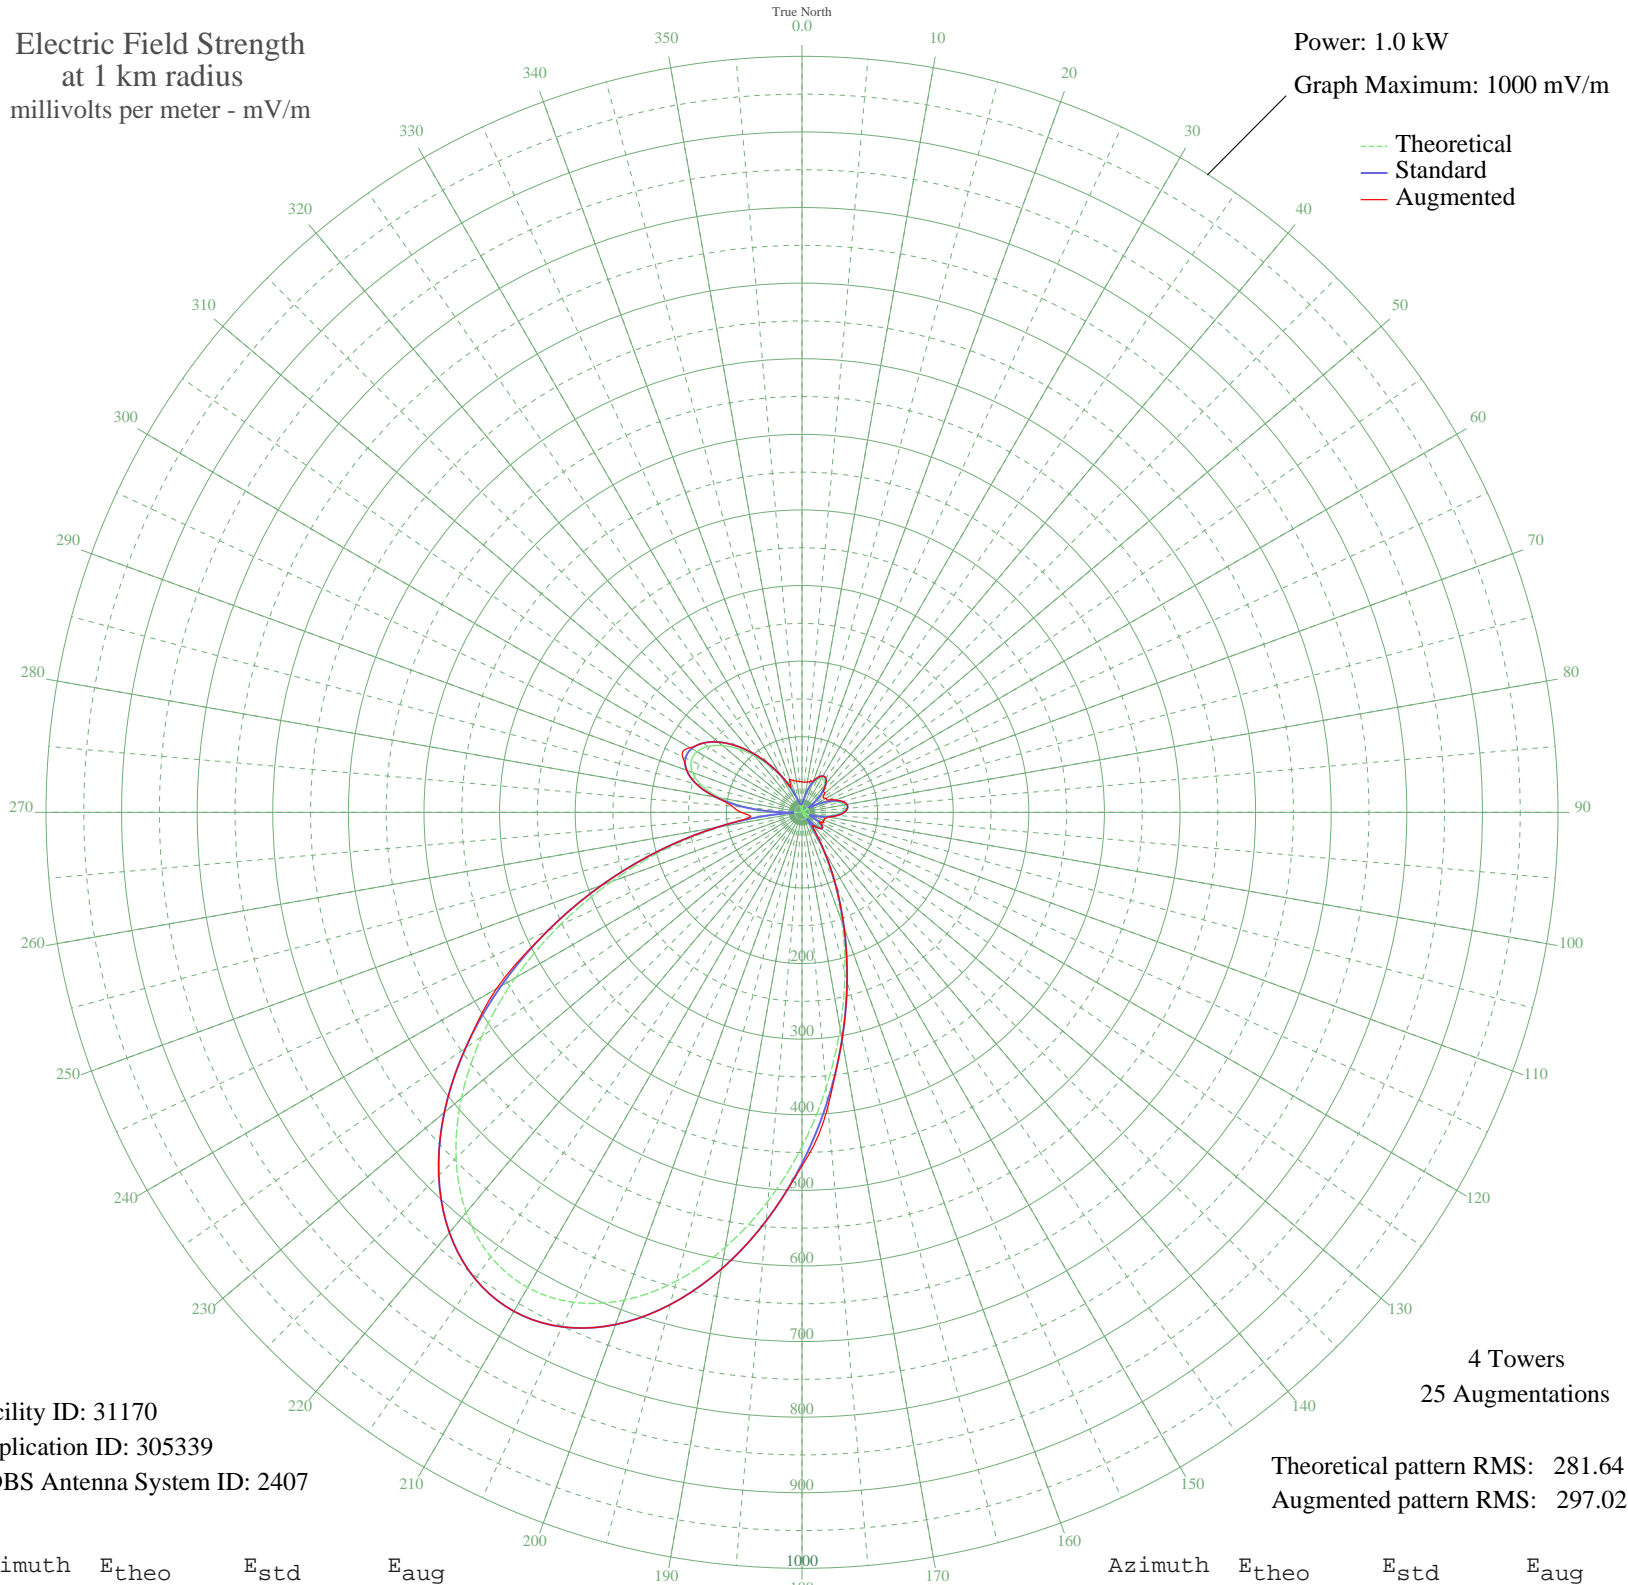 Electric Field Strength
at 1 km radius
millivolts per meter - mV/m
True North
0.0
Power: 1.0 kW
Graph Maximum: 1000 mV/m
Theoretical
Standard
Augmented
10
20
30
40
50
60
70
80
90
100
110
120
130
140
150
160
170
190
200
210
220
230
240
250
260
270
280
290
300
310
320
330
340
350
200
300
400
500
600
700
800
900
1000
4 Towers
25 Augmentations
Theoretical pattern RMS: 281.64
Augmented pattern RMS: 297.02
cility ID: 31170
plication ID: 305339
DBS Antenna System ID: 2407
imuth Etheo Estd Eaug
Azimuth Etheo Estd Eaug